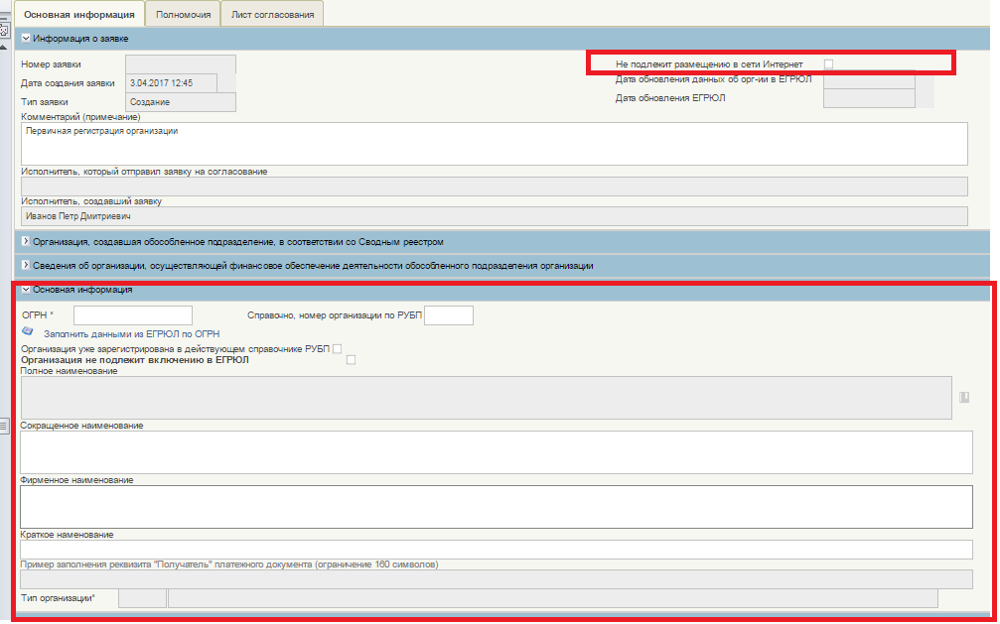 Основная информация Полномочия Лист согласования
Информация о заявке
Номер заявки
Не подлежит размещению в сети Интернет
Дата создания заявки 3.04.2017 12:45
Дата обновления данных об орг-ии в ЕГРЮЛ
Тип заявки Создание
Дата обновления ЕГРЮЛ
Комментарий (примечание)
Первичная регистрация организации
Исполнитель, который отправил заявку на согласование
Исполнитель, создавший заявку
Иванов Петр Дмитриевич
Организация, создавшая обособленное подразделение, в соответствии со Сводным реестром
Сведения об организации, осуществляющей финансовое обеспечение деятельности обособленного подразделения организации
Основная информация
ОГРН * Справочно, номер организации по РУБП
Заполнить данными из ЕГРЮЛ по ОГРН
Организация уже зарегистрирована в действующем справочнике РУБП
Организация не подлежит включению в ЕГРЮЛ
Полное наименование
Сокращенное наименование
Фирменное наименование
Краткое наменование
Пример заполнения реквизита "Получатель" платежного документа (ограничение 160 символов)
Тип организации*